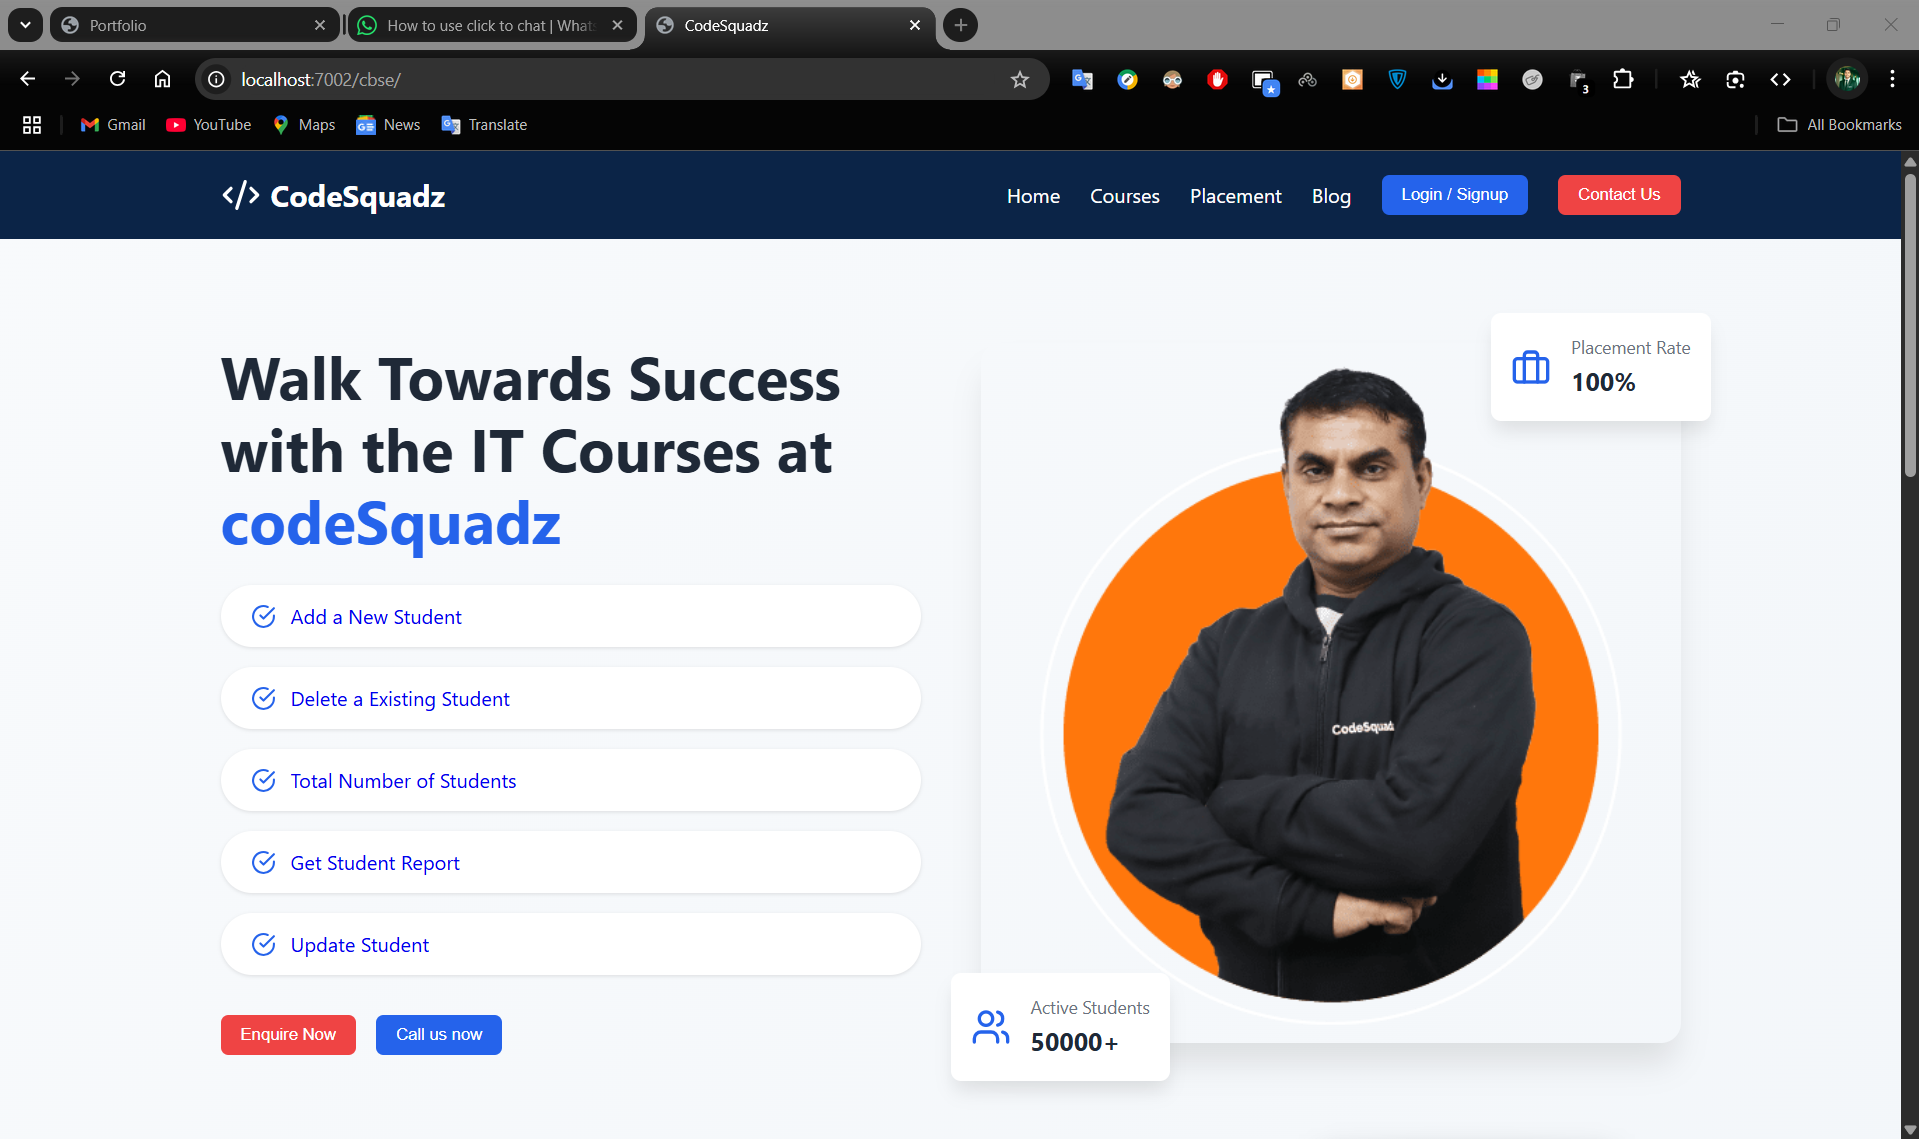 Portfolio
How to use click to chat | What
CodeSquadz
localhost:7002/cbse/
3
Gmail
YouTube
Maps
News
Translate
All Bookmarks
</> CodeSquadz
Home
Courses
Placement
Blog
Login / Signup
Contact Us
Walk Towards Success
with the IT Courses at
codeSquadz
Add a New Student
Delete a Existing Student
Total Number of Students
Get Student Report
Update Student
Enquire Now
Call us now
Placement Rate
100%
CodeSquad
Active Students
50000+